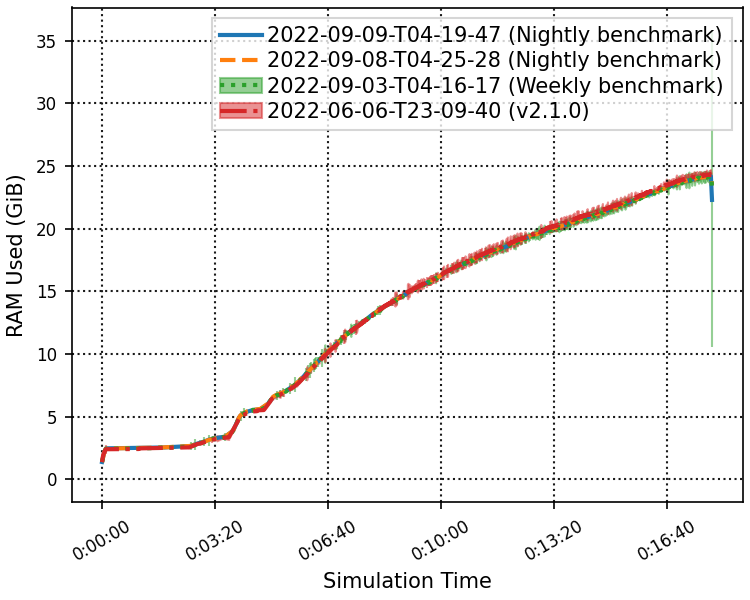 2022-09-09-T04-19-47 (Nightly benchmark)
2022-09-08-T04-25-28 (Nightly benchmark)
2022-09-03-T04-16-17 (Weekly benchmark)
2022-06-06-T23-09-40 (v2.1.0)
RAM Used (GiB)
35
30
25
20
15
10
5
0
0:00:00
0:03:20
0:06:40
0:10:00
0:13:20
0:16:40
Simulation Time